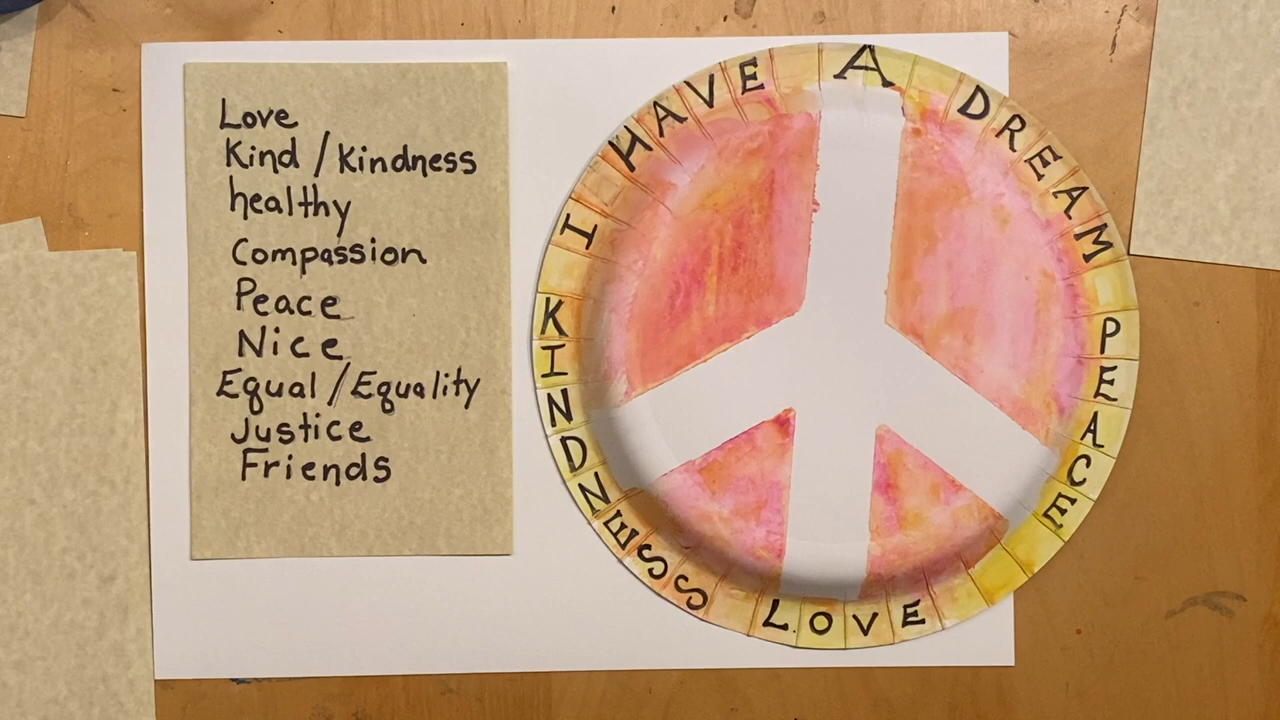 Love
Kind / Kindness
healthy
Compassion
Peace
Nice
Equal / Equality
Justice
Friends
I HAVE A DREAM
PEACE
LOVE
KINDNESS